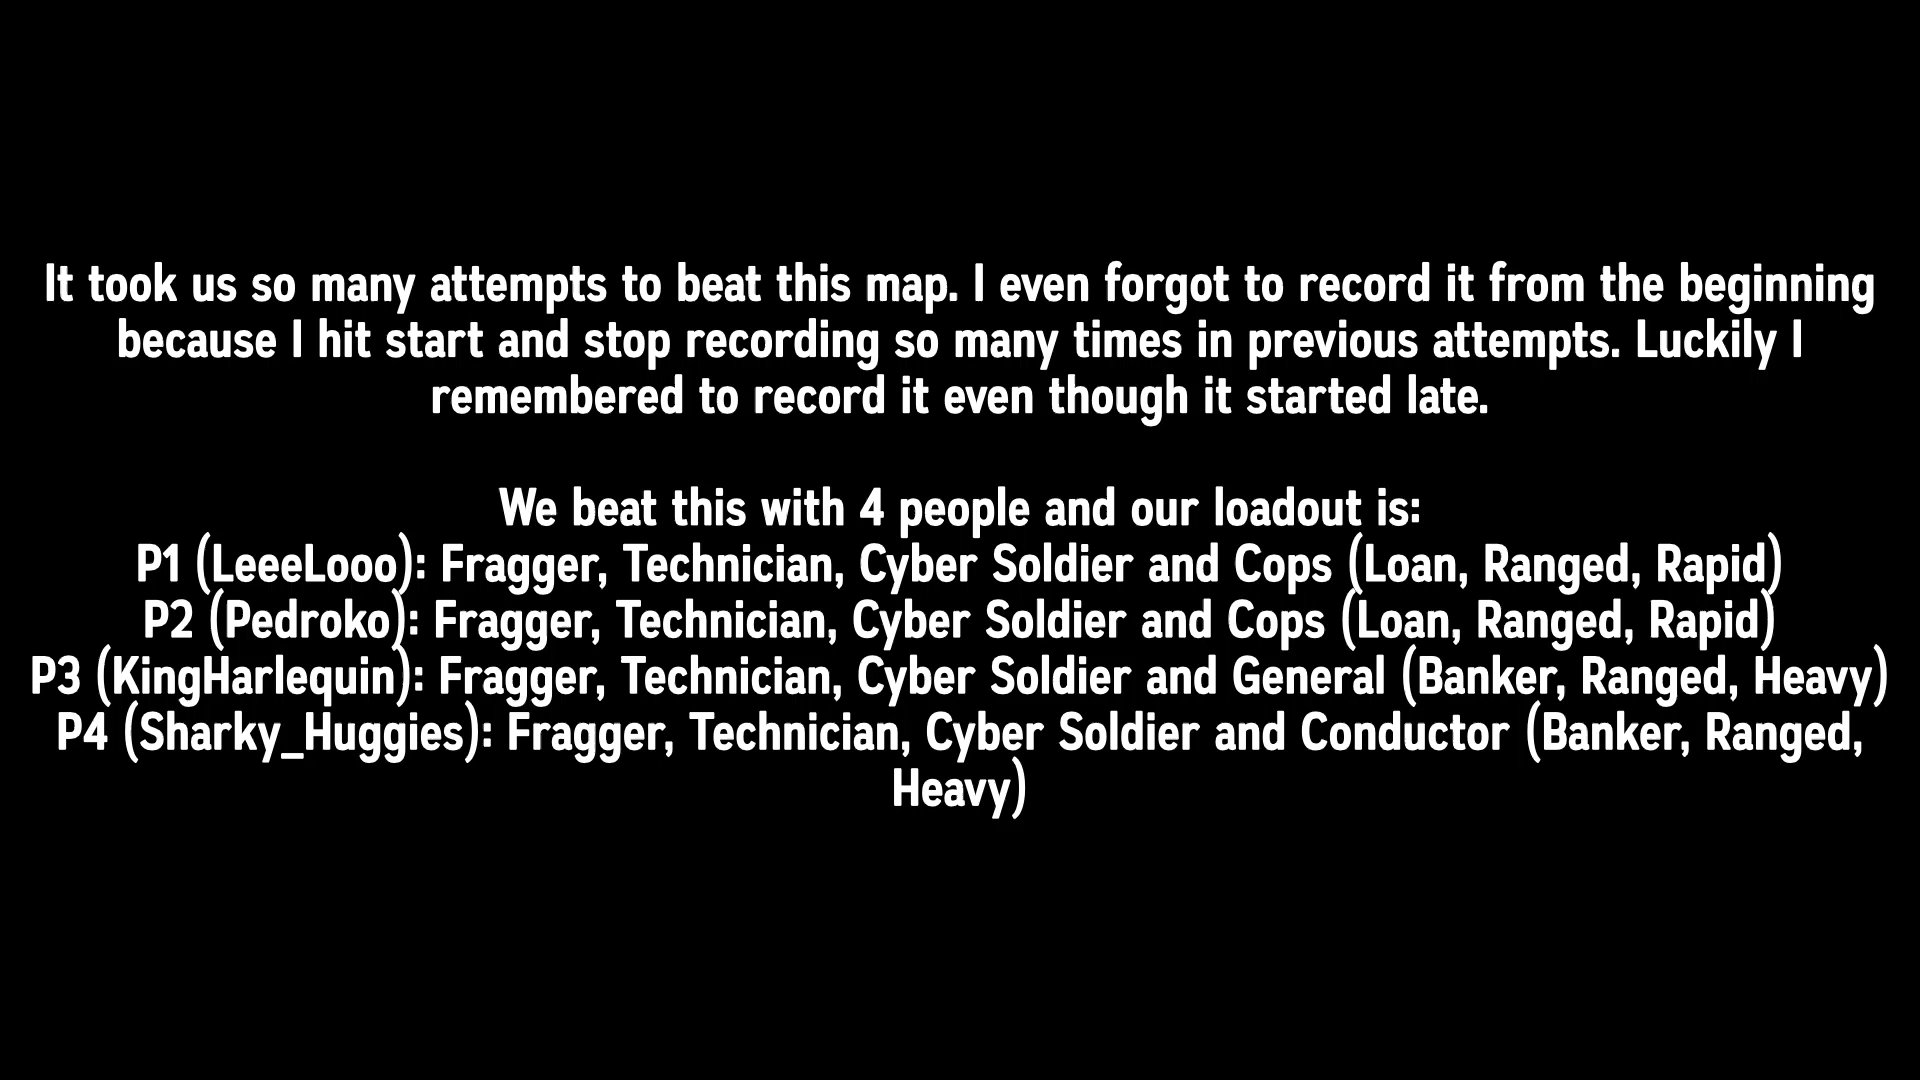 It took us so many attempts to beat this map. I even forgot to record it from the beginning
because I hit start and stop recording so many times in previous attempts. Luckily I
remembered to record it even though it started late.
We beat this with 4 people and our loadout is:
P1 (LeeeLooo): Fragger, Technician, Cyber Soldier and Cops (Loan, Ranged, Rapid)
P2 (Pedroko): Fragger, Technician, Cyber Soldier and Cops (Loan, Ranged, Rapid)
P3 (KingHarlequin): Fragger, Technician, Cyber Soldier and General (Banker, Ranged, Heavy)
P4 (Sharky_Huggies): Fragger, Technician, Cyber Soldier and Conductor (Banker, Ranged,
Heavy)